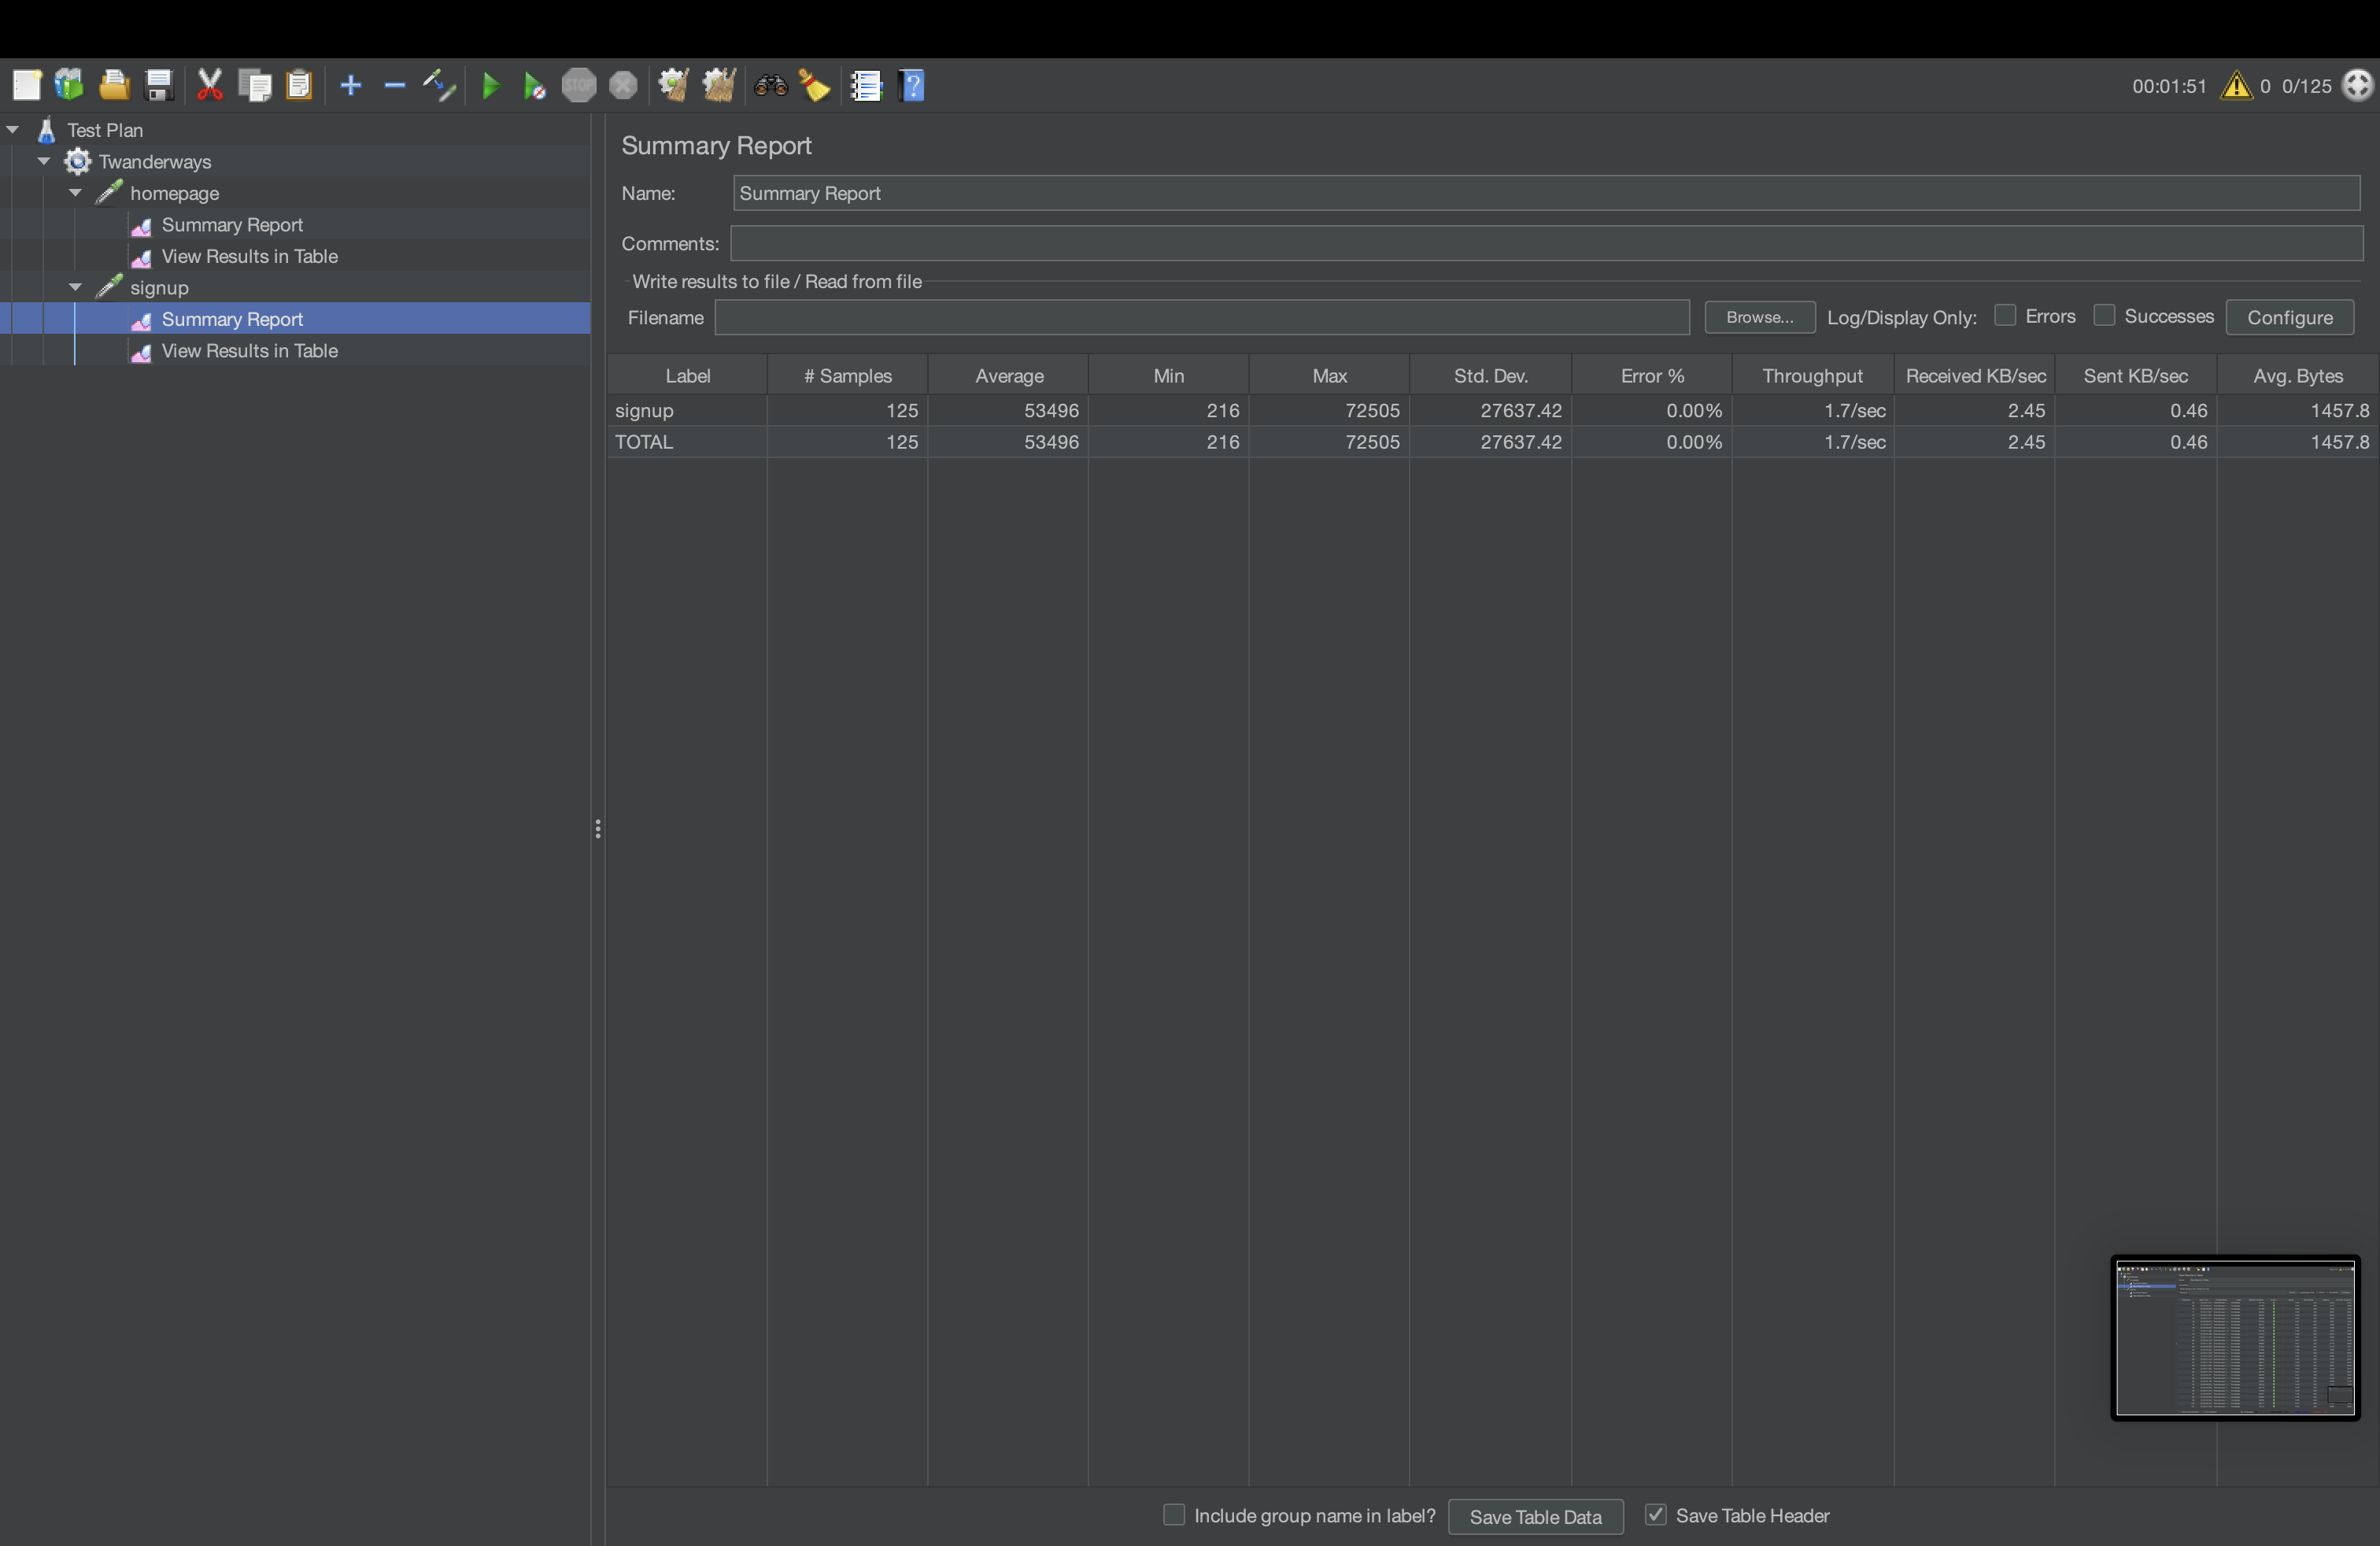 STOP
?
00:01:51 0 0/125
Test Plan
Twanderways
homepage
Summary Report
View Results in Table
signup
Summary Report
View Results in Table
Summary Report
Name: Summary Report
Comments:
Write results to file / Read from file
Filename Browse... Log/Display Only: Errors Successes Configure
Label # Samples Average Min Max Std. Dev. Error % Throughput Received KB/sec Sent KB/sec Avg. Bytes
signup 125 53496 216 72505 27637.42 0.00% 1.7/sec 2.45 0.46 1457.8
TOTAL 125 53496 216 72505 27637.42 0.00% 1.7/sec 2.45 0.46 1457.8
Include group name in label? Save Table Data Save Table Header